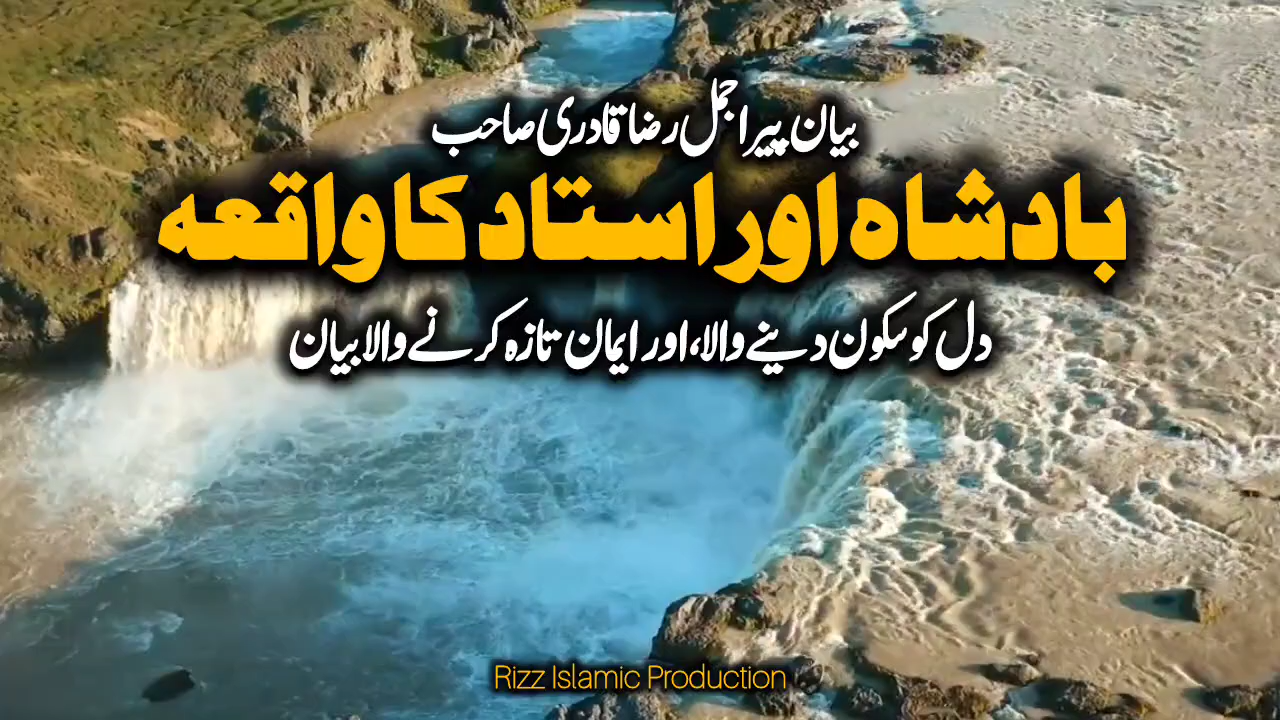 بیان پیر اجمل رضا قادری صاحب
بادشاہ اور استاد کا واقعہ
دل کو سکون دینے والا، اور ایمان تازہ کرنے والا بیان
Rizz Islamic Production